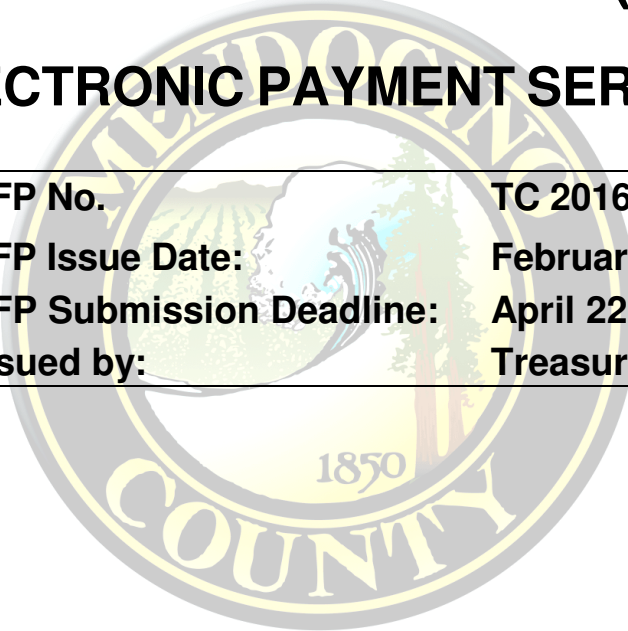 MENDOCINO
ECTRONIC PAYMENT SER
FP No. TC 2016
FP Issue Date: Februar
FP Submission Deadline: April 22
sued by: Treasur
1850
COUNTY